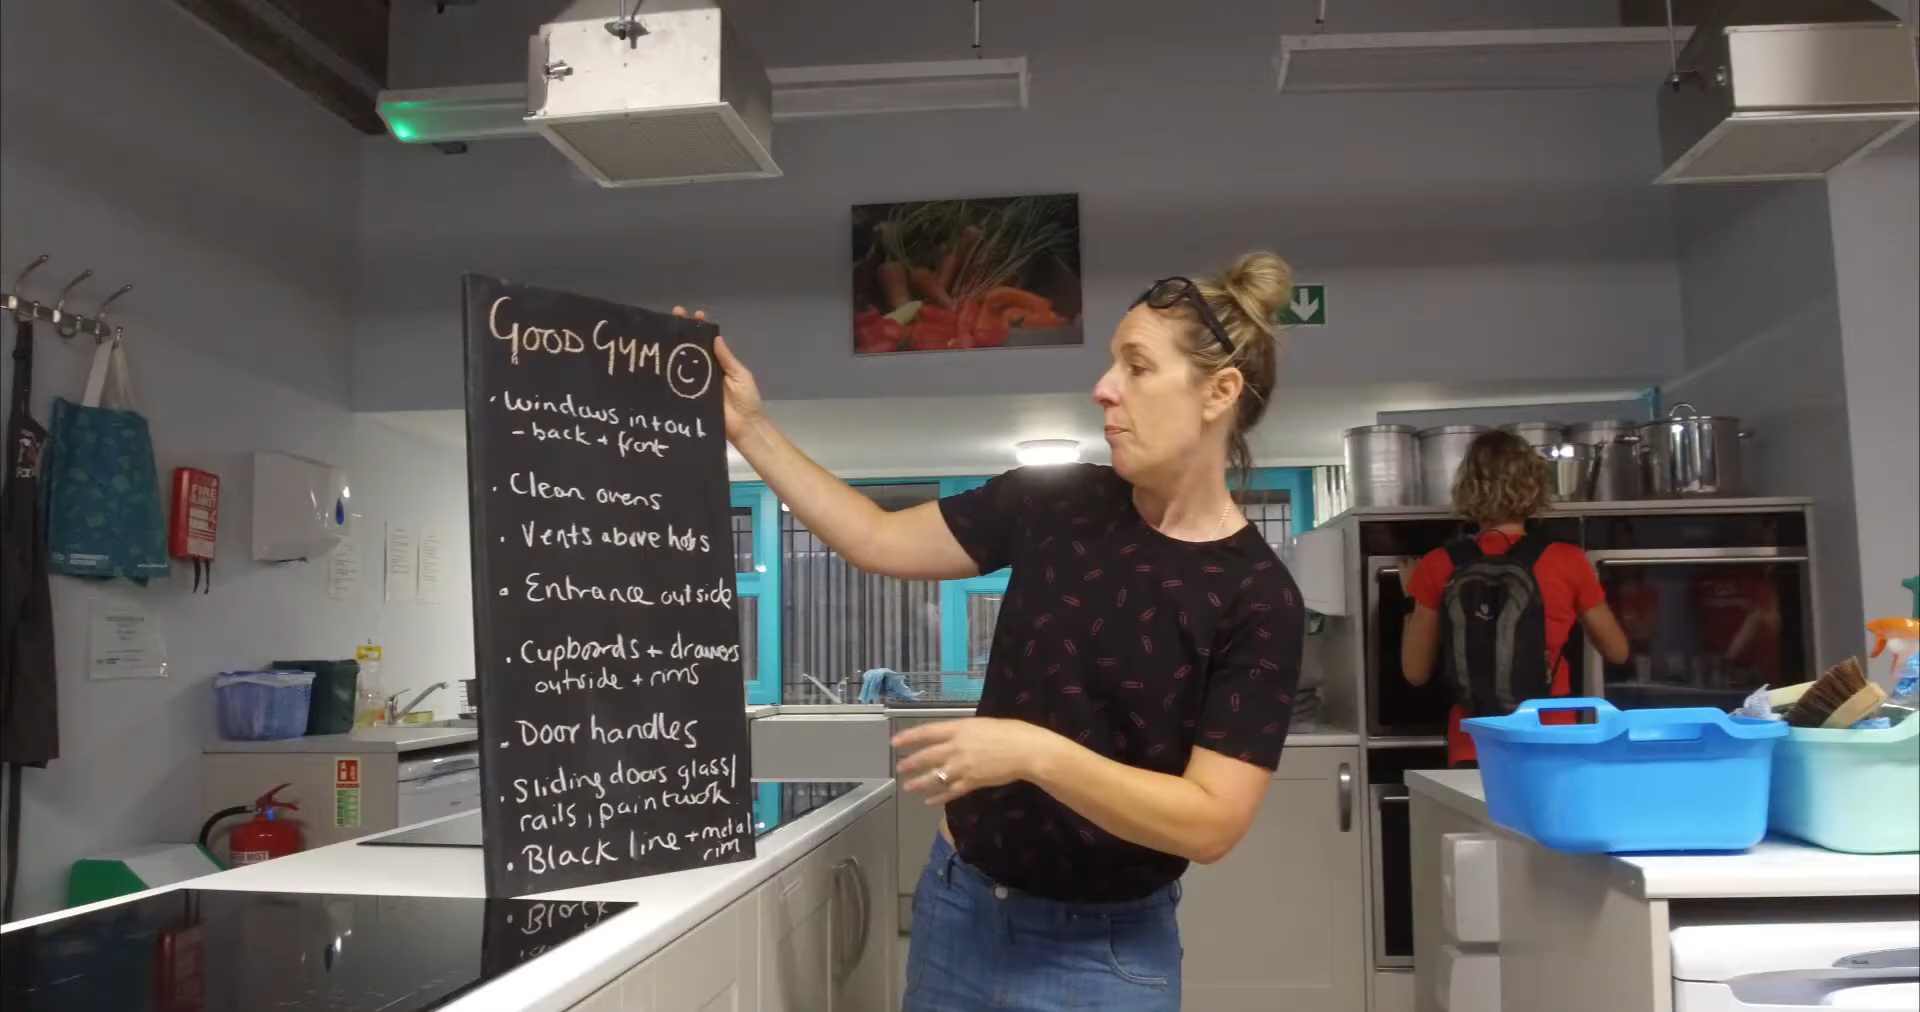 GOOD GYM
· Windows in + out
- back + front
· Clean ovens
· Vents above hobs
· Entrance outside
· Cupboards + drawers
outside + rims
- Door handles
· Sliding doors glass/
rails, paintwork
· Black line + metal
rim
FIRE